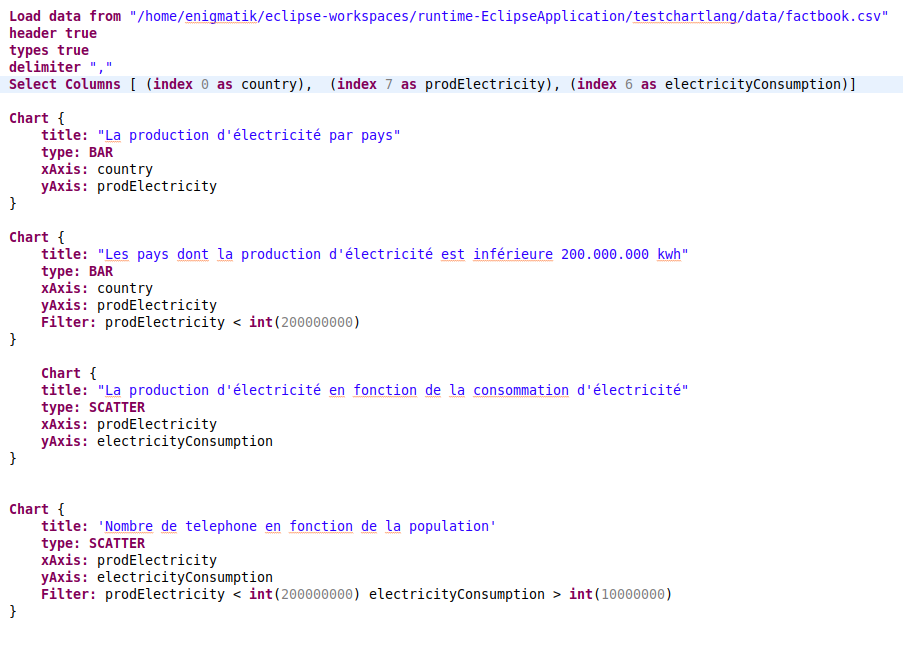 Load data from "/home/enigmatik/eclipse-workspaces/runtime-EclipseApplication/testchartlang/data/factbook.csv"
header true
types true
delimiter ","
Select Columns [ (index 0 as country),  (index 7 as prodElectricity), (index 6 as electricityConsumption)]

Chart {
    title: "La production d'électricité par pays"
    type: BAR
    xAxis: country
    yAxis: prodElectricity
}

Chart {
    title: "Les pays dont la production d'électricité est inférieure 200.000.000 kwh"
    type: BAR
    xAxis: country
    yAxis: prodElectricity
    Filter: prodElectricity < int(200000000)
}

    Chart {
    title: "La production d'électricité en fonction de la consommation d'électricité"
    type: SCATTER
    xAxis: prodElectricity
    yAxis: electricityConsumption
}

Chart {
    title: 'Nombre de telephone en fonction de la population'
    type: SCATTER
    xAxis: prodElectricity
    yAxis: electricityConsumption
    Filter: prodElectricity < int(200000000) electricityConsumption > int(10000000)
}